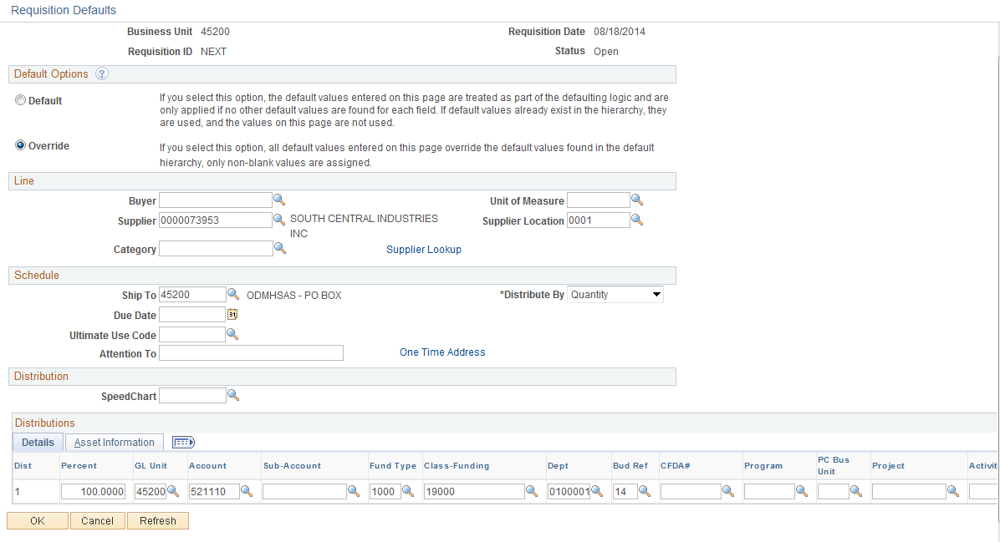 Requisition Defaults
Business Unit 45200 Requisition Date 08/18/2014
Requisition ID NEXT Status Open
Default Options ?
Default If you select this option, the default values entered on this page are treated as part of the defaulting logic and are
only applied if no other default values are found for each field. If default values already exist in the hierarchy, they
are used, and the values on this page are not used.
Override If you select this option, all default values entered on this page override the default values found in the default
hierarchy, only non-blank values are assigned.
Line
Buyer Unit of Measure
Supplier 0000073953 SOUTH CENTRAL INDUSTRIES Supplier Location 0001
INC
Category Supplier Lookup
Schedule
Ship To 45200 ODMHSAS - PO BOX *Distribute By Quantity
Due Date 31
Ultimate Use Code
Attention To One Time Address
Distribution
SpeedChart
Distributions
Details Asset Information
Dist Percent GL Unit Account Sub-Account Fund Type Class-Funding Dept Bud Ref CFDA# Program PC Bus Unit Project Activit
1 100.0000 45200 521110 1000 19000 0100001 14
OK Cancel Refresh